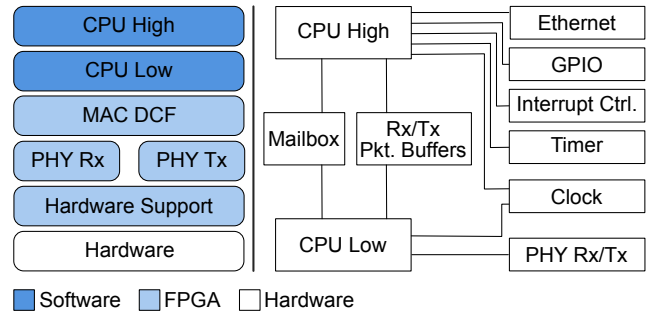 CPU High
CPU Low
MAC DCF
PHY Rx PHY Tx
Hardware Support
Hardware
CPU High
Mailbox
Rx/Tx
Pkt. Buffers
CPU Low
Ethernet
GPIO
Interrupt Ctrl.
Timer
Clock
PHY Rx/Tx
Software FPGA Hardware